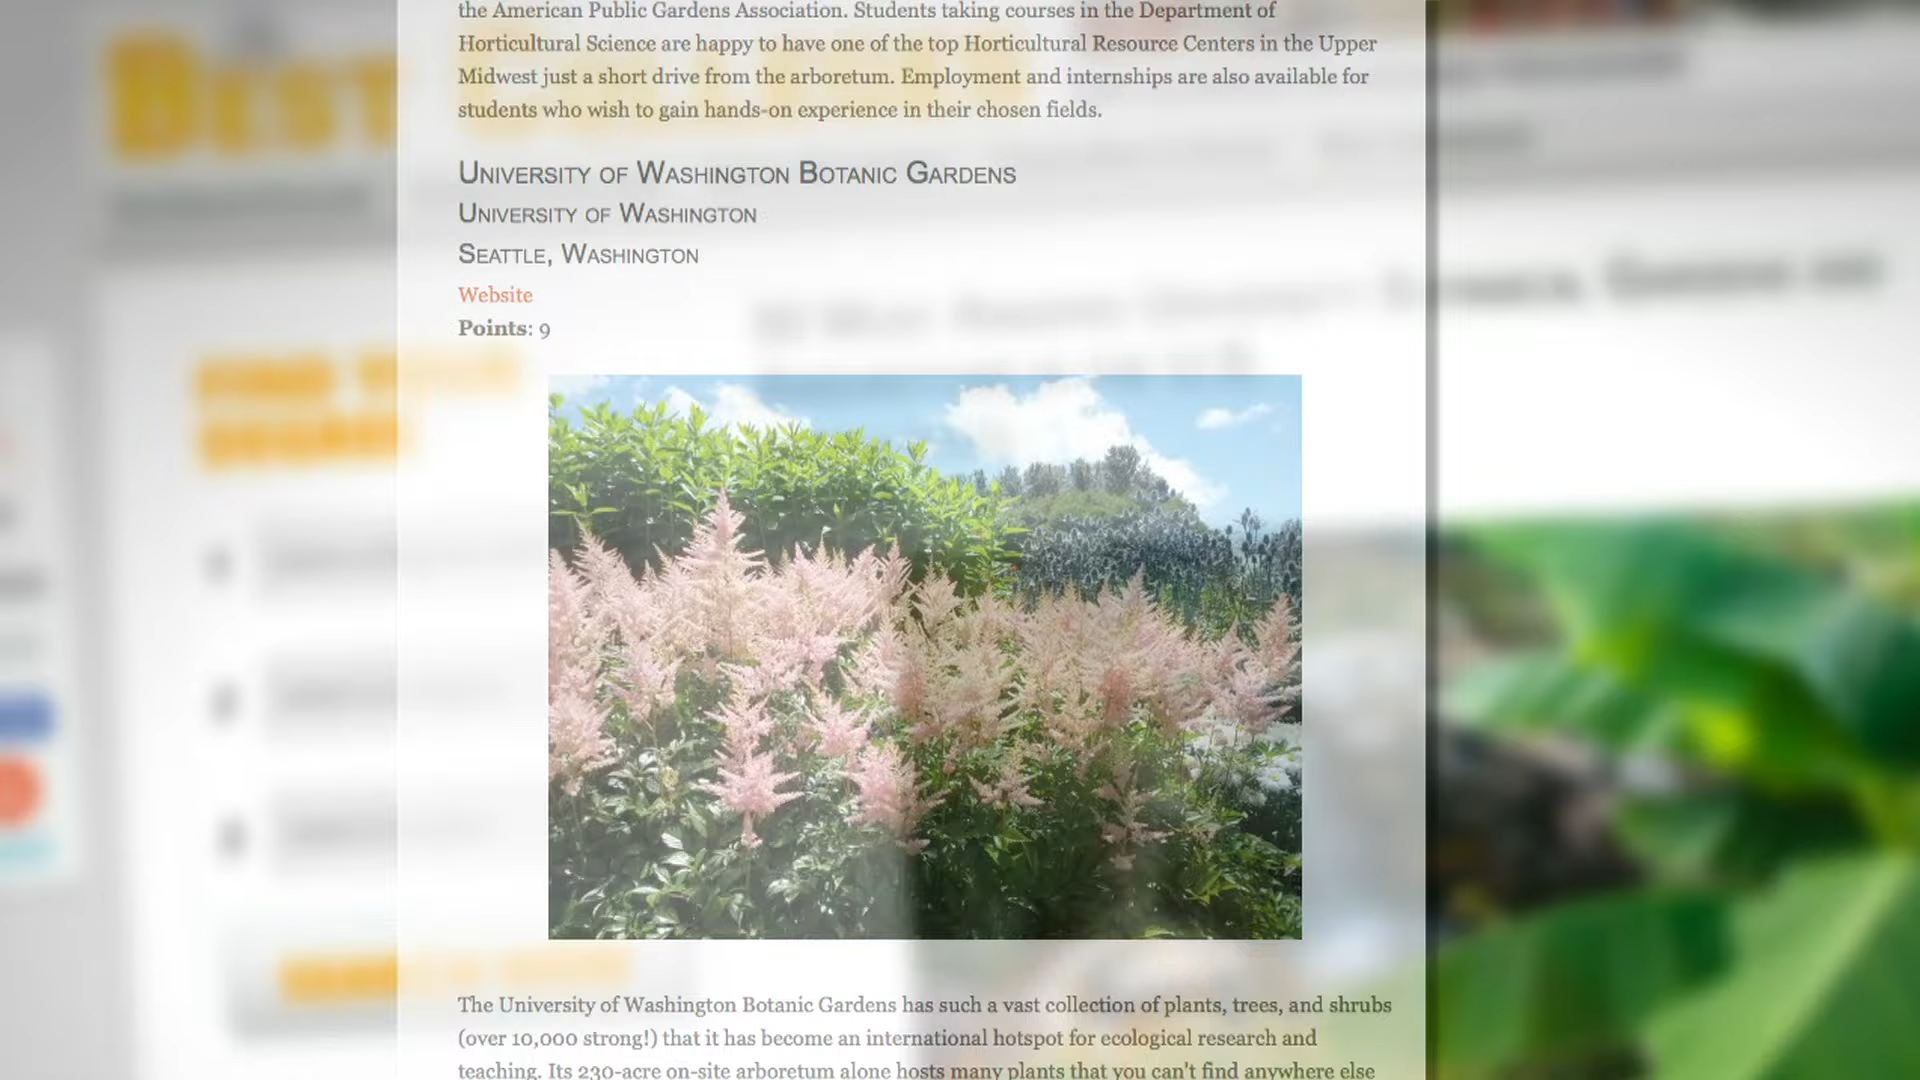 the American Public Gardens Association. Students taking courses in the Department of
Horticultural Science are happy to have one of the top Horticultural Resource Centers in the Upper
Midwest just a short drive from the arboretum. Employment and internships are also available for
students who wish to gain hands-on experience in their chosen fields.
BEST
UNIVERSITY OF WASHINGTON BOTANIC GARDENS
UNIVERSITY OF WASHINGTON
SEATTLE, WASHINGTON
Website
Points: 9
The University of Washington Botanic Gardens has such a vast collection of plants, trees, and shrubs
(over 10,000 strong!) that it has become an international hotspot for ecological research and
teaching. Its 230-acre on-site arboretum alone hosts many plants that you can't find anywhere else